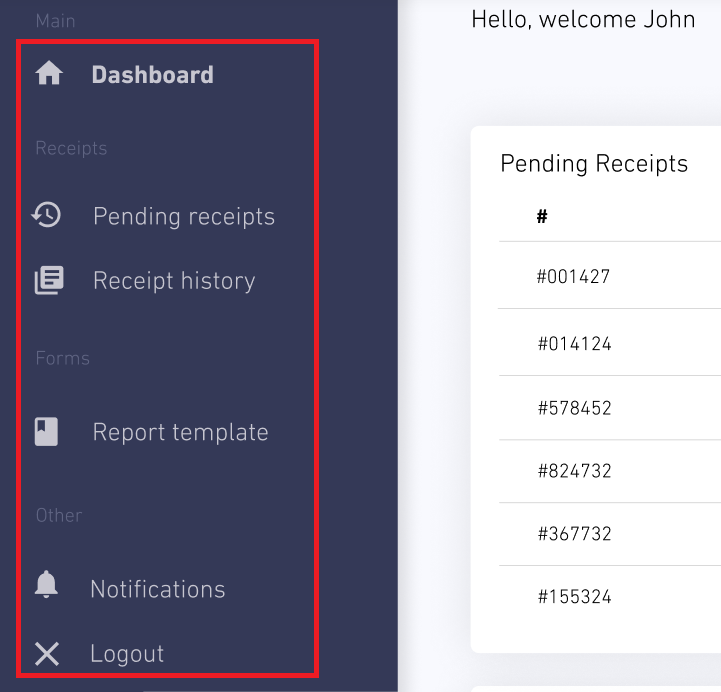 Main
Dashboard
Receipts
Pending receipts
Receipt history
Forms
Report template
Other
Notifications
Logout
Hello, welcome John
Pending Receipts
#
#001427
#014124
#578452
#824732
#367732
#155324